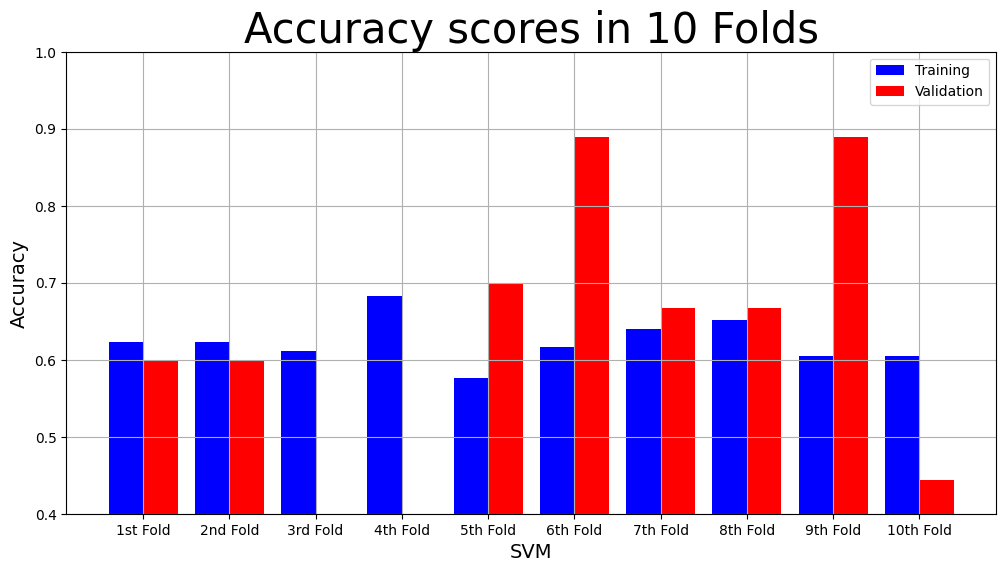 Accuracy scores in 10 Folds
Training
Validation
Accuracy
1.0
0.9
0.8
0.7
0.6
0.5
0.4
1st Fold 2nd Fold 3rd Fold 4th Fold 5th Fold 6th Fold 7th Fold 8th Fold 9th Fold 10th Fold
SVM